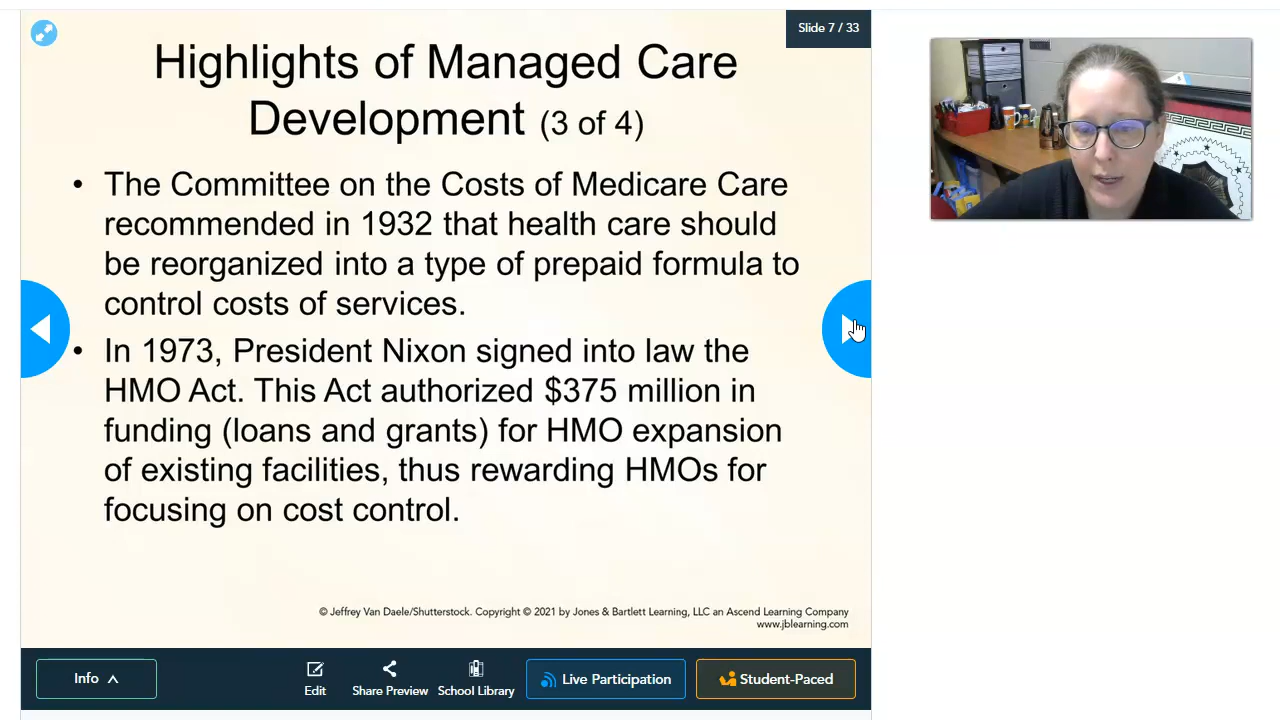 Slide 7 / 33
Highlights of Managed Care
Development (3 of 4)
• The Committee on the Costs of Medicare Care
recommended in 1932 that health care should
be reorganized into a type of prepaid formula to
control costs of services.
• In 1973, President Nixon signed into law the
HMO Act. This Act authorized $375 million in
funding (loans and grants) for HMO expansion
of existing facilities, thus rewarding HMOs for
focusing on cost control.
© Jeffrey Van Daele/Shutterstock. Copyright © 2021 by Jones & Bartlett Learning, LLC an Ascend Learning Company
www.jblearning.com
Info
Edit
Share Preview
School Library
Live Participation
Student-Paced